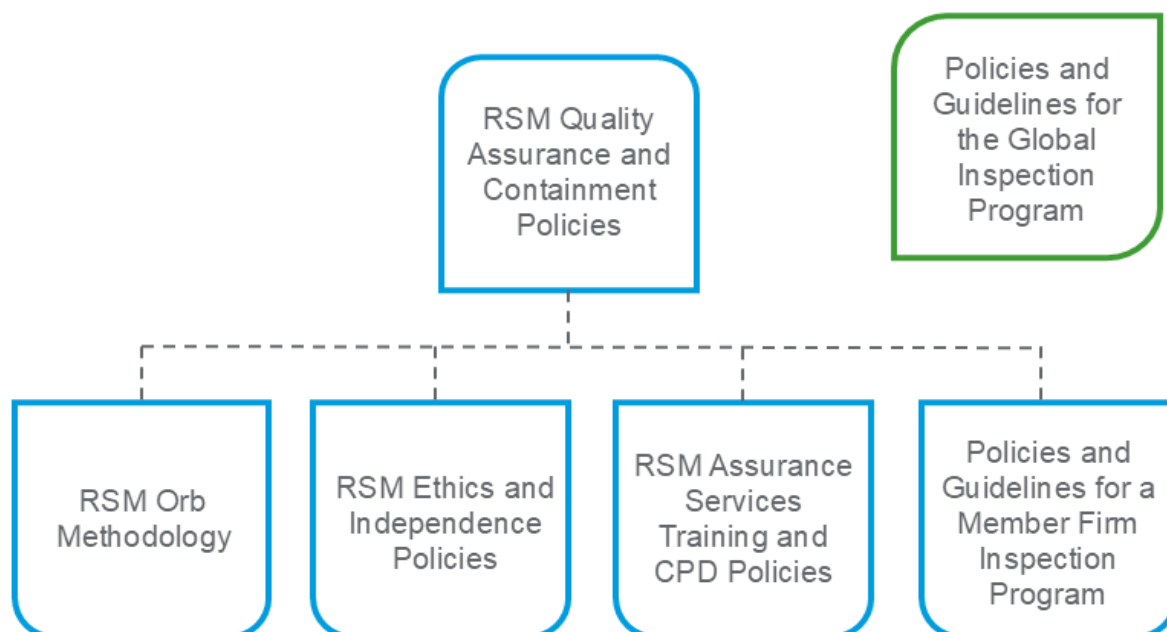 RSM Quality
Assurance and
Containment
Policies
Policies and
Guidelines for
the Global
Inspection
Program
RSM Orb
Methodology
RSM Ethics and
Independence
Policies
RSM Assurance
Services
Training and
CPD Policies
Policies and
Guidelines for a
Member Firm
Inspection
Program